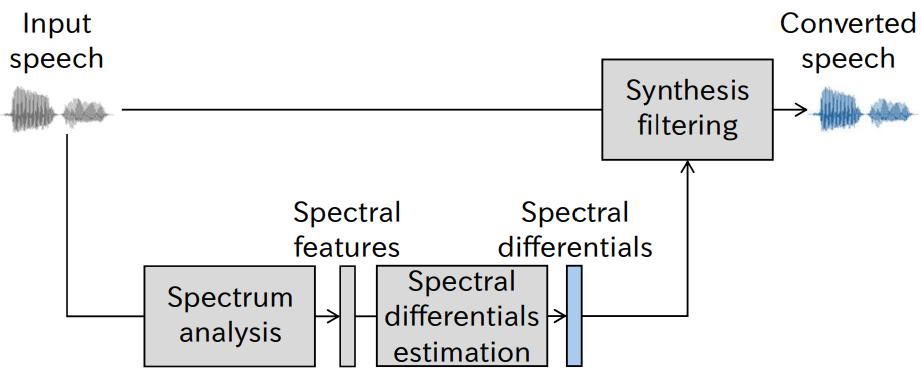 Input
speech
Converted
speech
Synthesis
filtering
Spectral
features
Spectral
differentials
Spectrum
analysis
Spectral
differentials
estimation